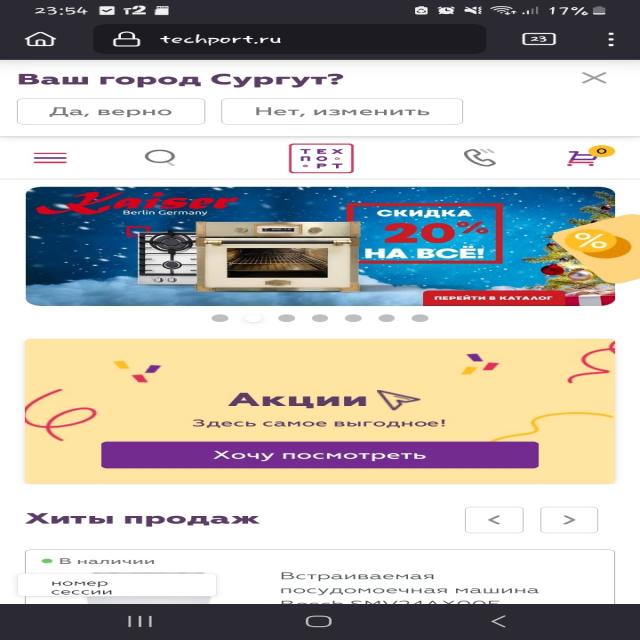 23:54 T2 17%
techport.ru 23
Ваш город Сургут?
Да, верно Нет, изменить
ТЕХ
ПО
РТ
0
Kaiser
Berlin Germany
СКИДКА
20%
НА ВСЁ!
%
ПЕРЕЙТИ В КАТАЛОГ
Акции
Здесь самое выгодное!
Хочу посмотреть
Хиты продаж
< >
В наличии
номер
сессии
Встраиваемая
посудомоечная машина
Bosch